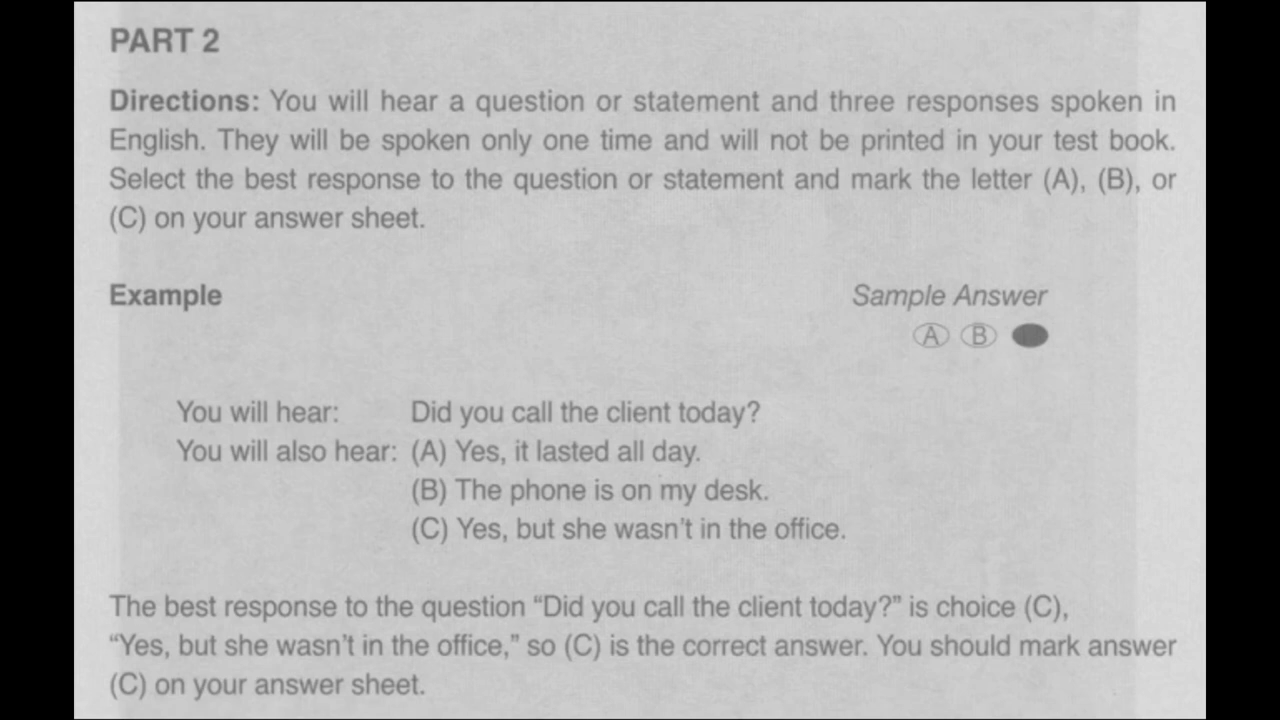 PART 2
Directions: You will hear a question or statement and three responses spoken in
English. They will be spoken only one time and will not be printed in your test book.
Select the best response to the question or statement and mark the letter (A), (B), or
(C) on your answer sheet.
Example
Sample Answer
A B
You will hear: Did you call the client today?
You will also hear: (A) Yes, it lasted all day.
(B) The phone is on my desk.
(C) Yes, but she wasn't in the office.
The best response to the question “Did you call the client today?” is choice (C),
“Yes, but she wasn't in the office,” so (C) is the correct answer. You should mark answer
(C) on your answer sheet.